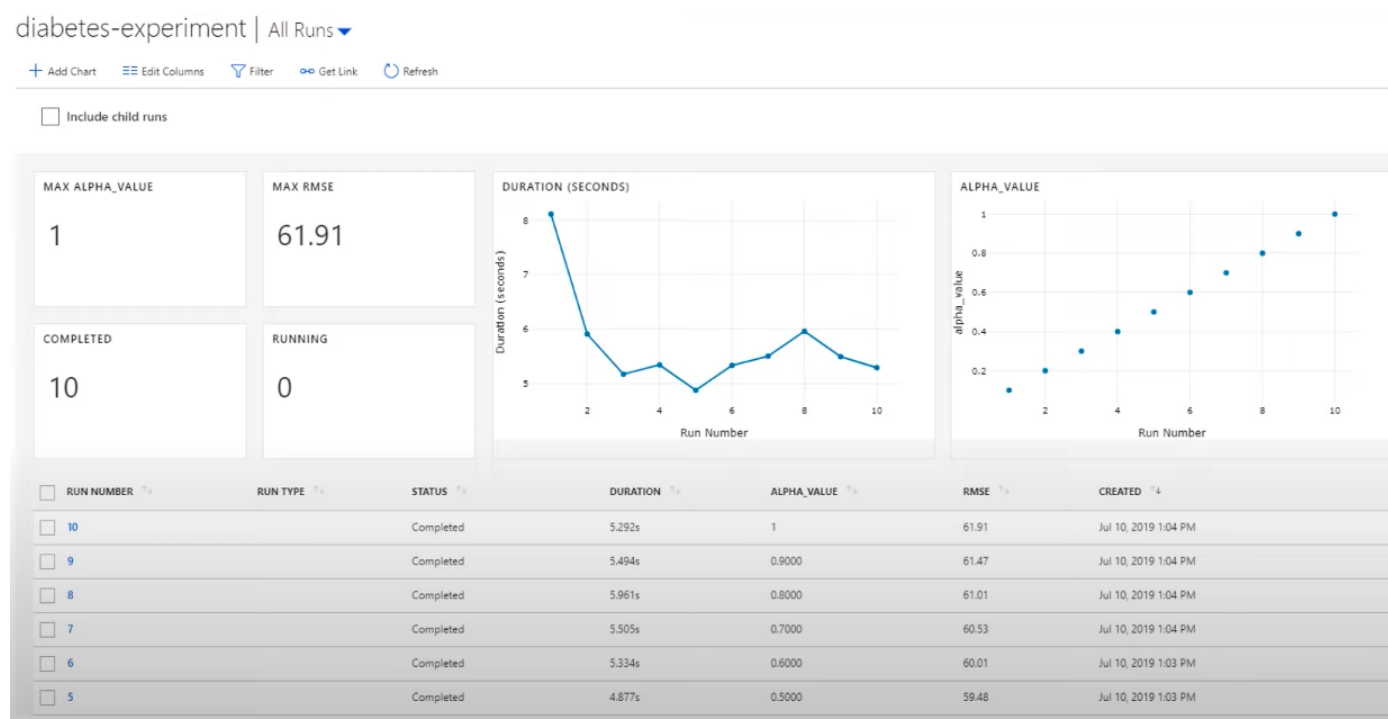 diabetes-experiment | All Runs
Add Chart Edit Columns Filter Get Link Refresh
Include child runs
MAX ALPHA_VALUE
1
MAX RMSE
61.91
COMPLETED
10
RUNNING
0
DURATION (SECONDS)
Duration (seconds)
8
7
6
5
2 4 6 8 10
Run Number
ALPHA_VALUE
alpha_value
1
0.8
0.6
0.4
0.2
2 4 6 8 10
Run Number
RUN NUMBER RUN TYPE STATUS DURATION ALPHA_VALUE RMSE CREATED
10 Completed 5.292s 1 61.91 Jul 10, 2019 1:04 PM
9 Completed 5.494s 0.9000 61.47 Jul 10, 2019 1:04 PM
8 Completed 5.961s 0.8000 61.01 Jul 10, 2019 1:04 PM
7 Completed 5.505s 0.7000 60.53 Jul 10, 2019 1:04 PM
6 Completed 5.334s 0.6000 60.01 Jul 10, 2019 1:03 PM
5 Completed 4.877s 0.5000 59.48 Jul 10, 2019 1:03 PM